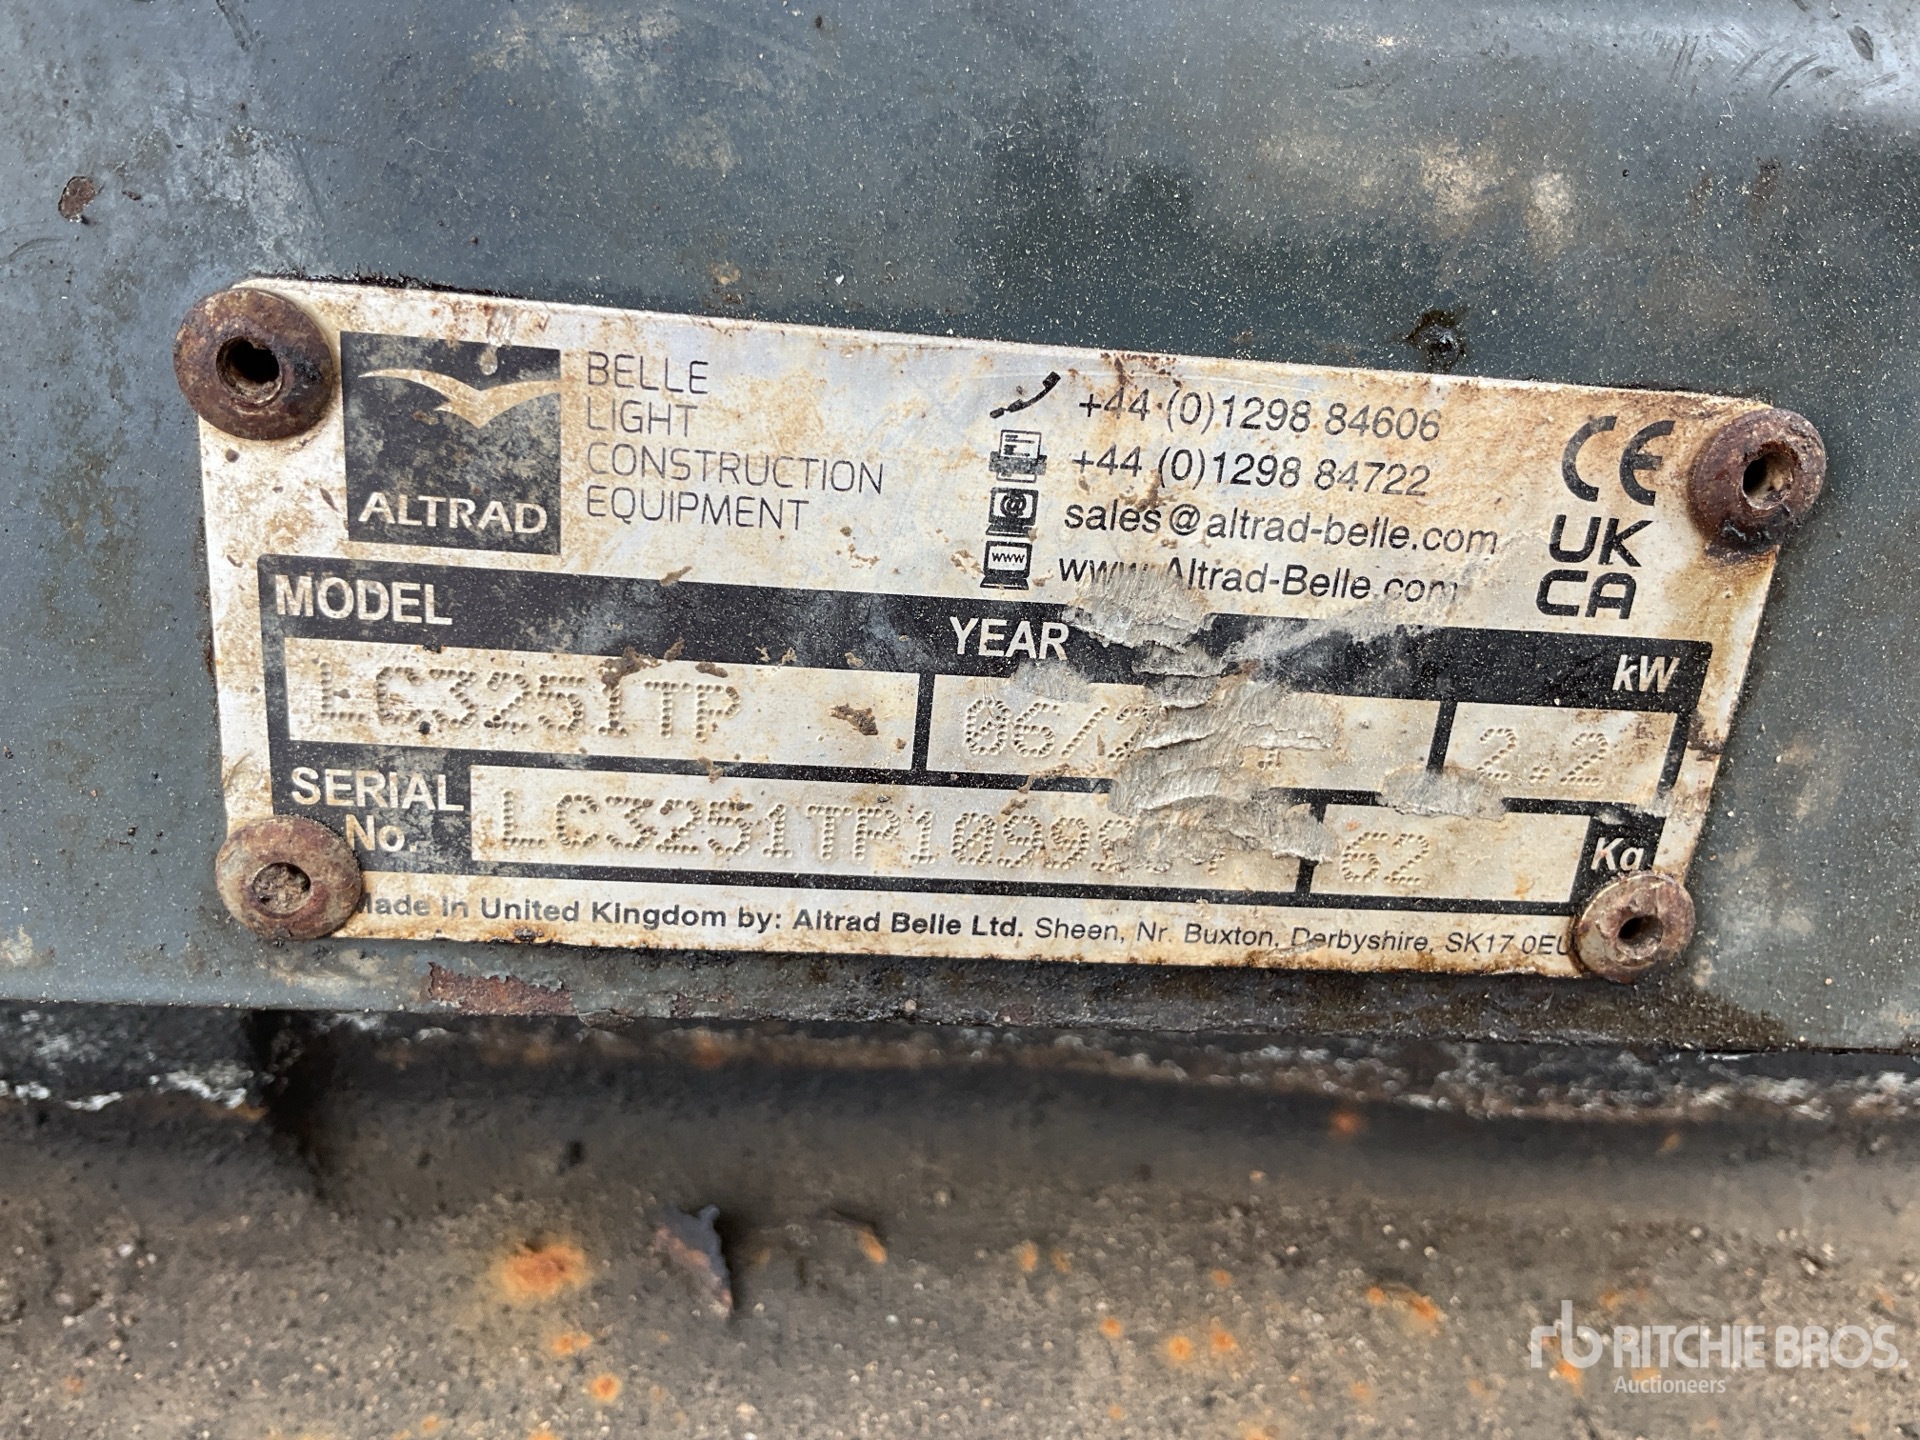 ALTRAD
BELLE
LIGHT
CONSTRUCTION
EQUIPMENT
+44 (0)1298 84606
+44 (0)1298 84722
sales@altrad-belle.com
www.Altrad-Belle.com
CE
UK
CA
MODEL YEAR kW
LC3251TP 2.2
SERIAL
No. 62 Kg
Made In United Kingdom by: Altrad Belle Ltd. Sheen, Nr. Buxton, Derbyshire, SK17 0EU
rb RITCHIE BROS.
Auctioneers